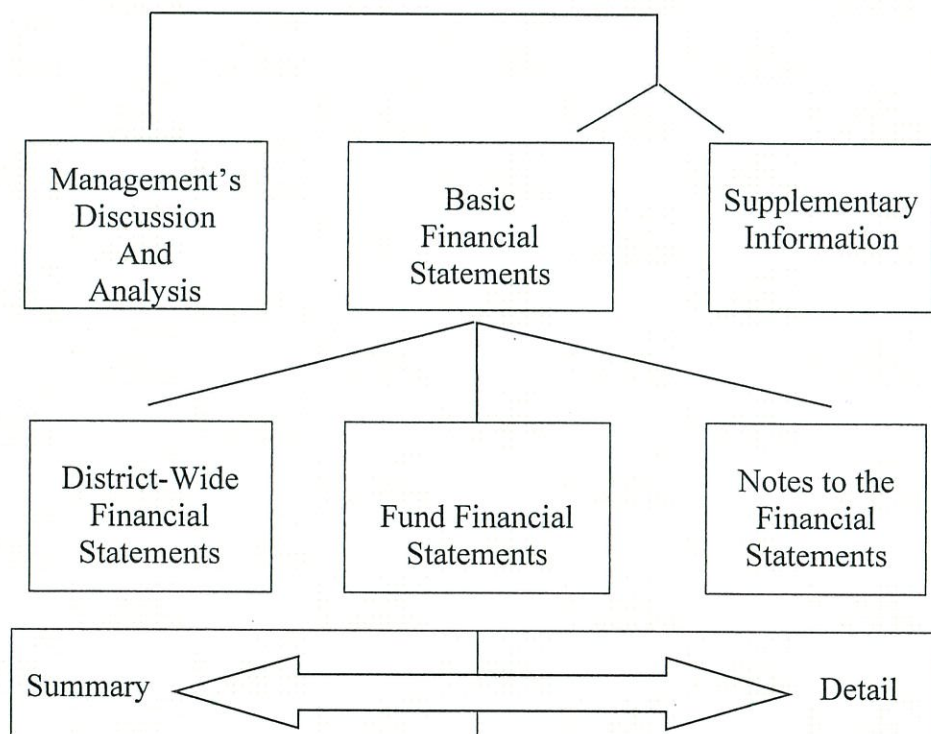 Management's
Discussion
And
Analysis
Basic
Financial
Statements
Supplementary
Information
District-Wide
Financial
Statements
Fund Financial
Statements
Notes to the
Financial
Statements
Summary
Detail